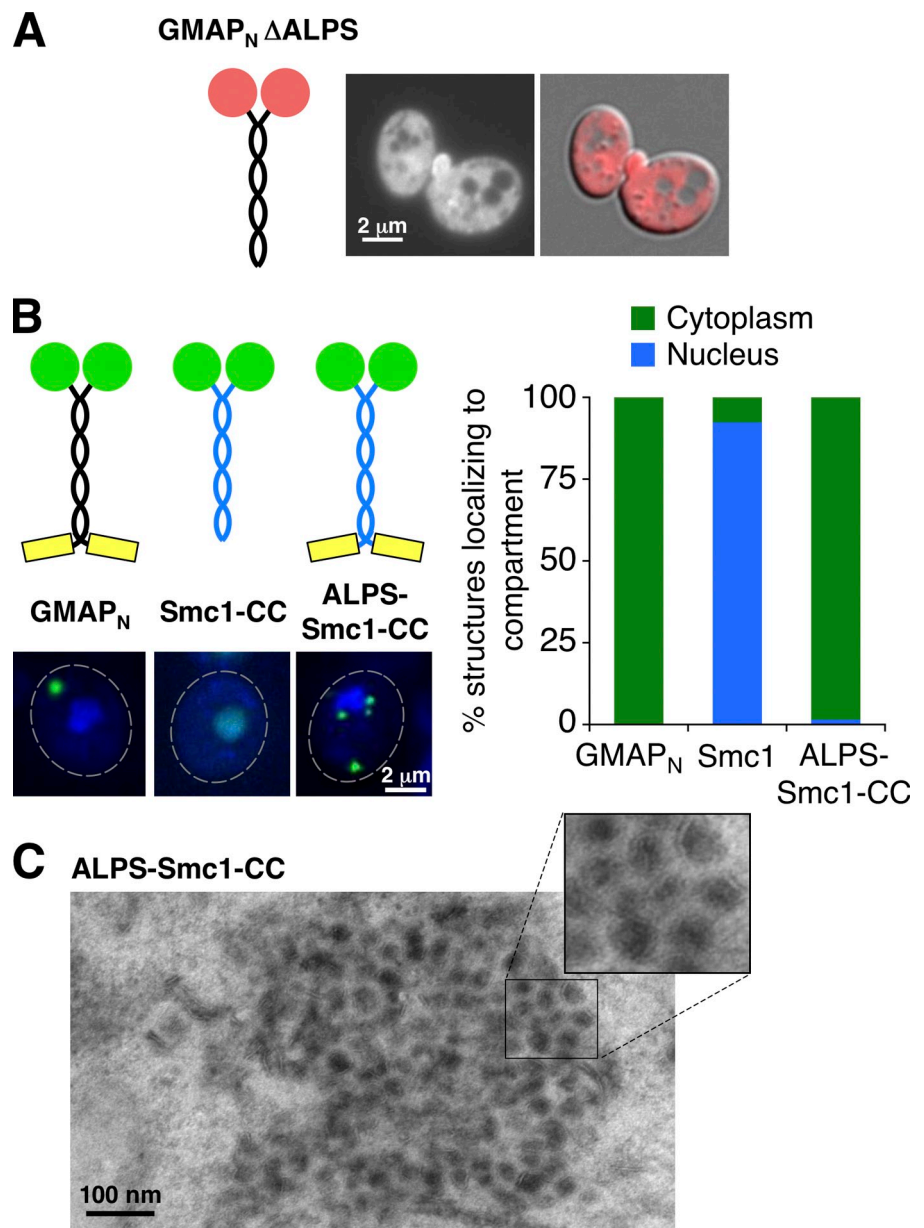 A
GMAPN ΔALPS
2 μm
B
Cytoplasm
Nucleus
GMAPN
Smc1-CC
ALPS-
Smc1-CC
2 μm
% structures localizing to
compartment
100
75
50
25
0
GMAPN
Smc1
ALPS-
Smc1-CC
C
ALPS-Smc1-CC
100 nm